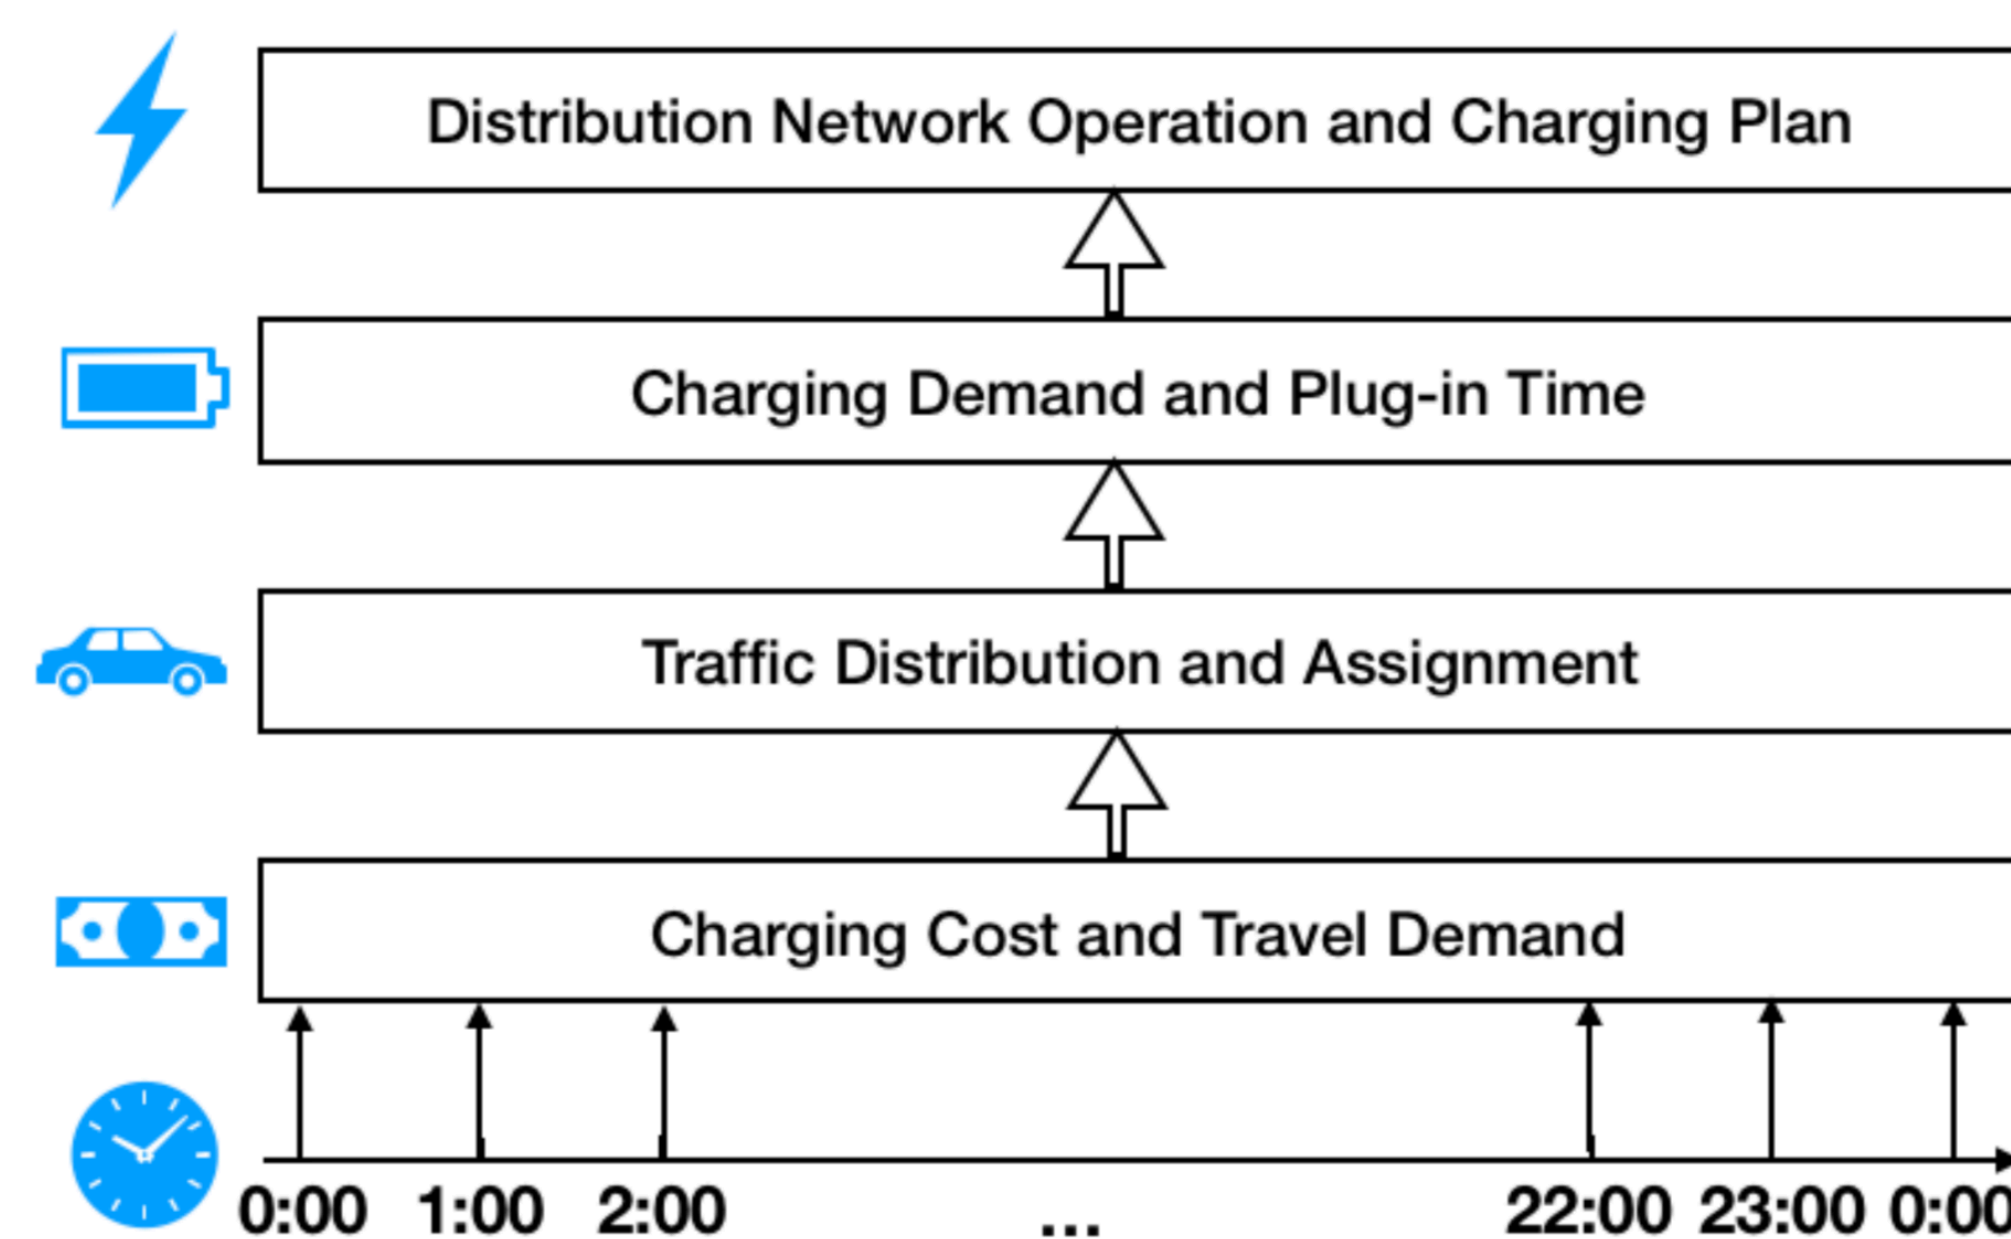 Distribution Network Operation and Charging Plan
Charging Demand and Plug-in Time
Traffic Distribution and Assignment
Charging Cost and Travel Demand
0:00 1:00 2:00 ... 22:00 23:00 0:00